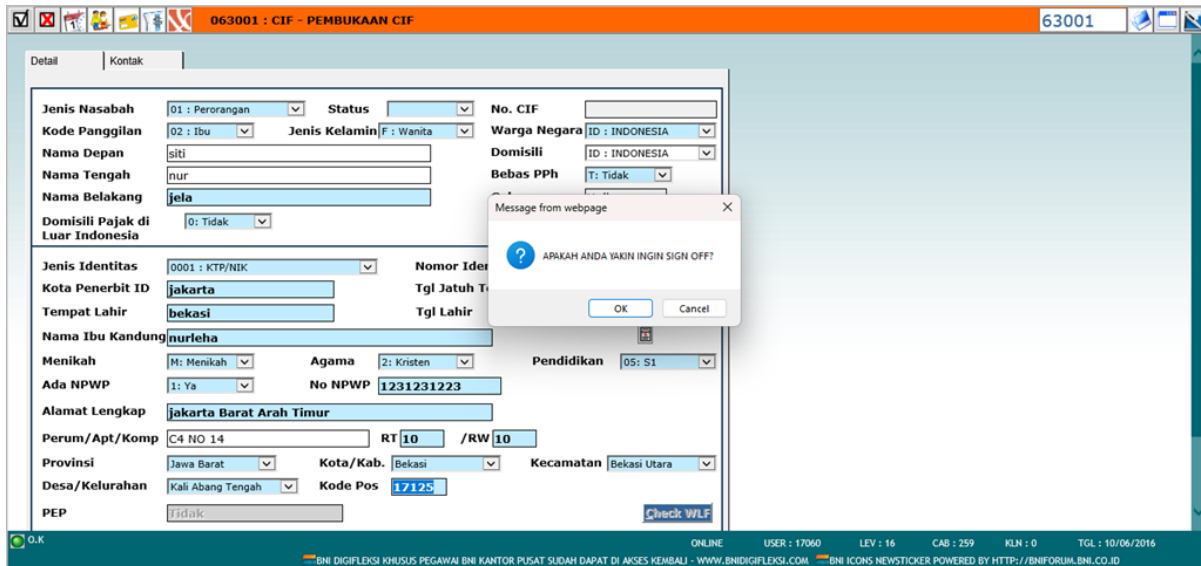 063001 : CIF - PEMBUKAAN CIF 63001
Detail Kontak
Jenis Nasabah 01 : Perorangan Status No. CIF
Kode Panggilan 02 : Ibu Jenis Kelamin F : Wanita Warga Negara ID : INDONESIA
Nama Depan siti Domisili ID : INDONESIA
Nama Tengah nur Bebas PPh T: Tidak
Nama Belakang jela
Domisili Pajak di Luar Indonesia 0: Tidak
Message from webpage
APAKAH ANDA YAKIN INGIN SIGN OFF?
OK Cancel
Jenis Identitas 0001 : KTP/NIK Nomor
Kota Penerbit ID jakarta Tgl Jatuh
Tempat Lahir bekasi Tgl Lahir
Nama Ibu Kandung nurleha
Menikah M: Menikah Agama 2: Kristen Pendidikan 05: S1
Ada NPWP 1: Ya No NPWP 1231231223
Alamat Lengkap jakarta Barat Arah Timur
Perum/Apt/Komp C4 NO 14 RT 10 /RW 10
Provinsi Jawa Barat Kota/Kab. Bekasi Kecamatan Bekasi Utara
Desa/Kelurahan Kali Abang Tengah Kode Pos 17125
PEP Tidak Check WLF
O.K ONLINE USER : 17060 LEV : 16 CAB : 259 KLN : 0 TGL : 10/06/2016
BNI DIGIFLEKSI KHUSUS PEGAWAI BNI KANTOR PUSAT SUDAH DAPAT DI AKSES KEMBALI - WWW.BNIDIGIFLEKSI.COM BNI ICONS NEWSTICKER POWERED BY HTTP://BNIFORUM.BNI.CO.ID